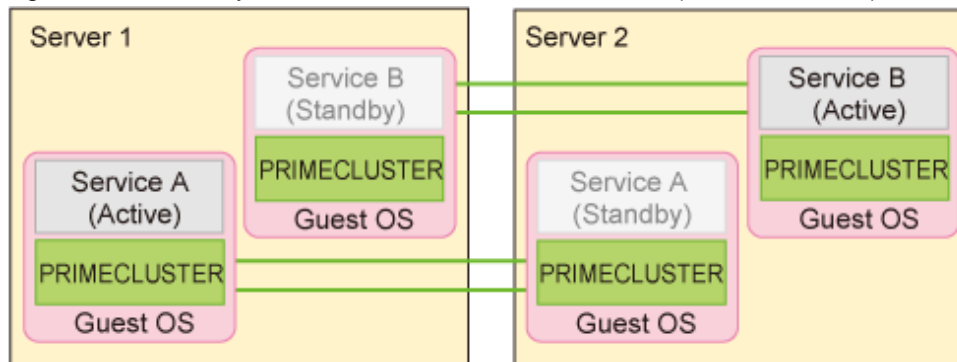 Server 1
Service B
(Standby)
PRIMECLUSTER
Guest OS
Service A
(Active)
PRIMECLUSTER
Guest OS
Server 2
Service B
(Active)
PRIMECLUSTER
Guest OS
Service A
(Standby)
PRIMECLUSTER
Guest OS